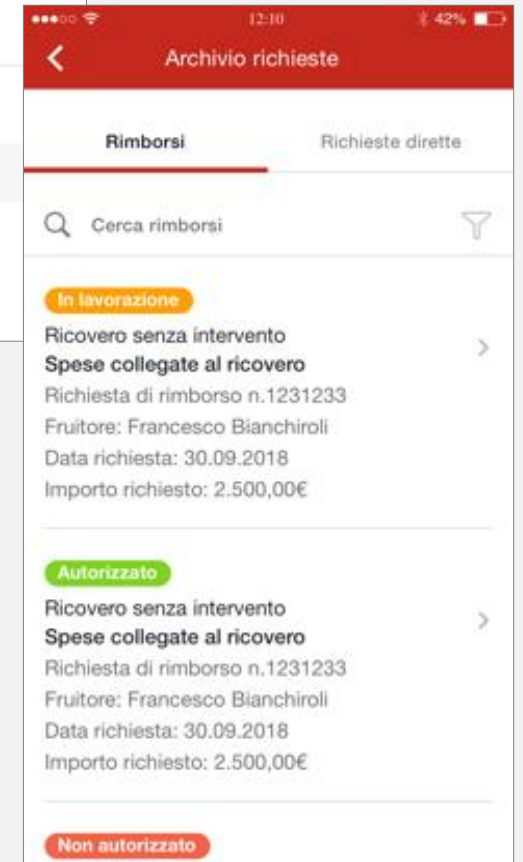 12:10
42%
Archivio richieste
Rimborsi
Richieste dirette
Cerca rimborsi
In lavorazione
Ricovero senza intervento
Spese collegate al ricovero
Richiesta di rimborso n.1231233
Fruitore: Francesco Bianchiroli
Data richiesta: 30.09.2018
Importo richiesto: 2.500,00€
Autorizzato
Ricovero senza intervento
Spese collegate al ricovero
Richiesta di rimborso n.1231233
Fruitore: Francesco Bianchiroli
Data richiesta: 30.09.2018
Importo richiesto: 2.500,00€
Non autorizzato